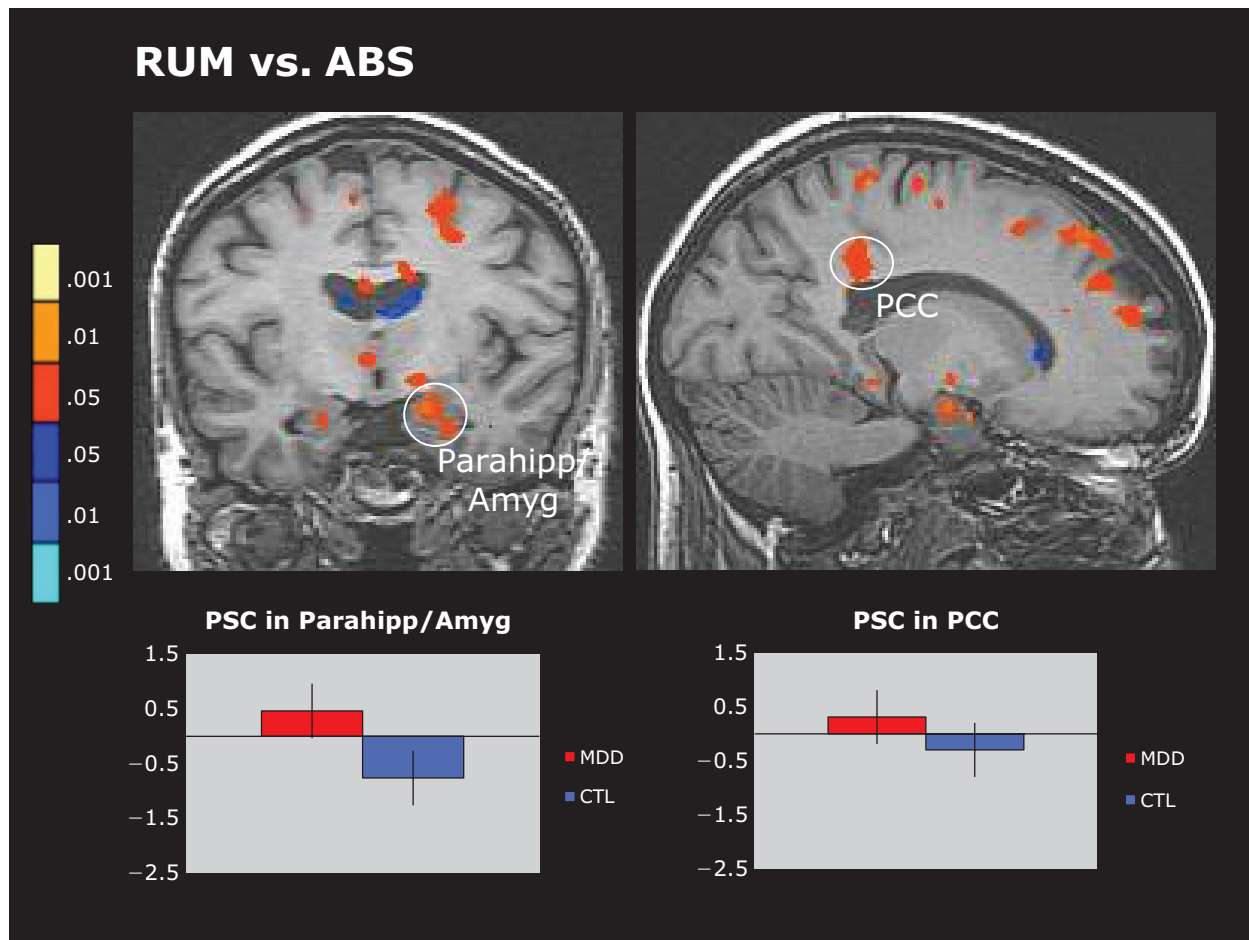 RUM vs. ABS
.001
.01
.05
.05
.01
.001
Parahipp/
Amyg
PCC
PSC in Parahipp/Amyg
1.5
0.5
−0.5
−1.5
−2.5
MDD
CTL
PSC in PCC
1.5
0.5
−0.5
−1.5
−2.5
MDD
CTL